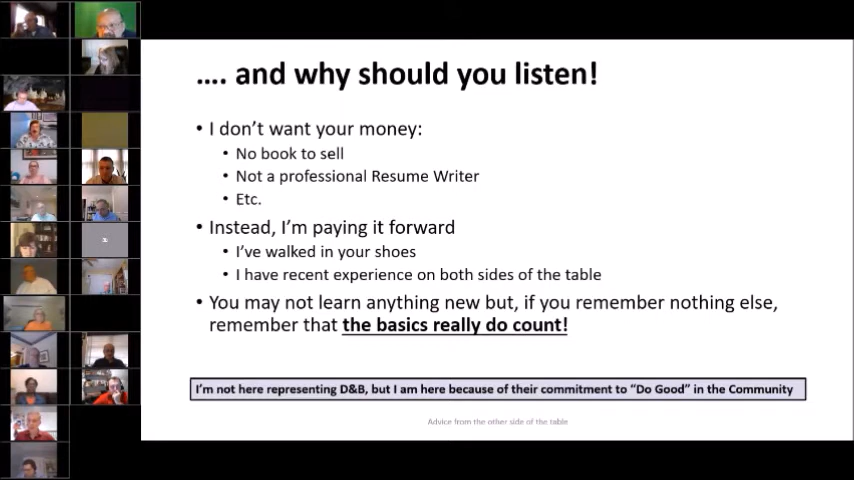 …. and why should you listen!
• I don’t want your money:
• No book to sell
• Not a professional Resume Writer
• Etc.
• Instead, I’m paying it forward
• I’ve walked in your shoes
• I have recent experience on both sides of the table
• You may not learn anything new but, if you remember nothing else,
remember that the basics really do count!
I’m not here representing D&B, but I am here because of their commitment to “Do Good” in the Community
Advice from the other side of the table